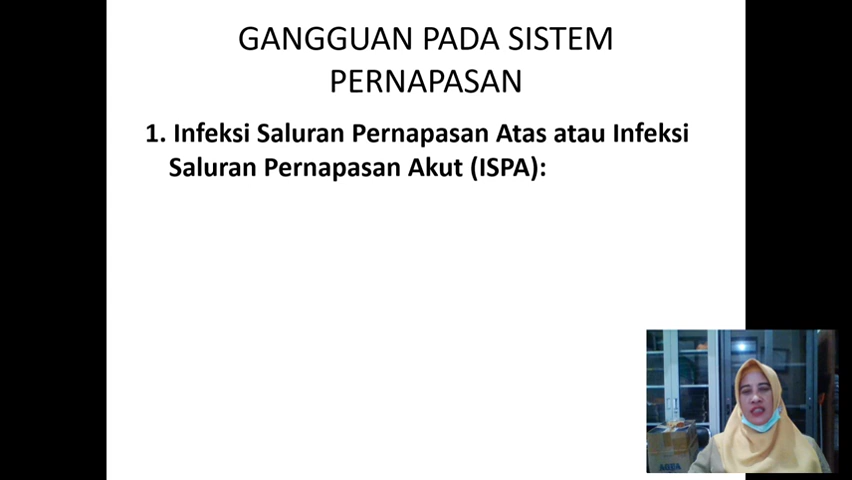 GANGGUAN PADA SISTEM
PERNAPASAN
1. Infeksi Saluran Pernapasan Atas atau Infeksi
Saluran Pernapasan Akut (ISPA):